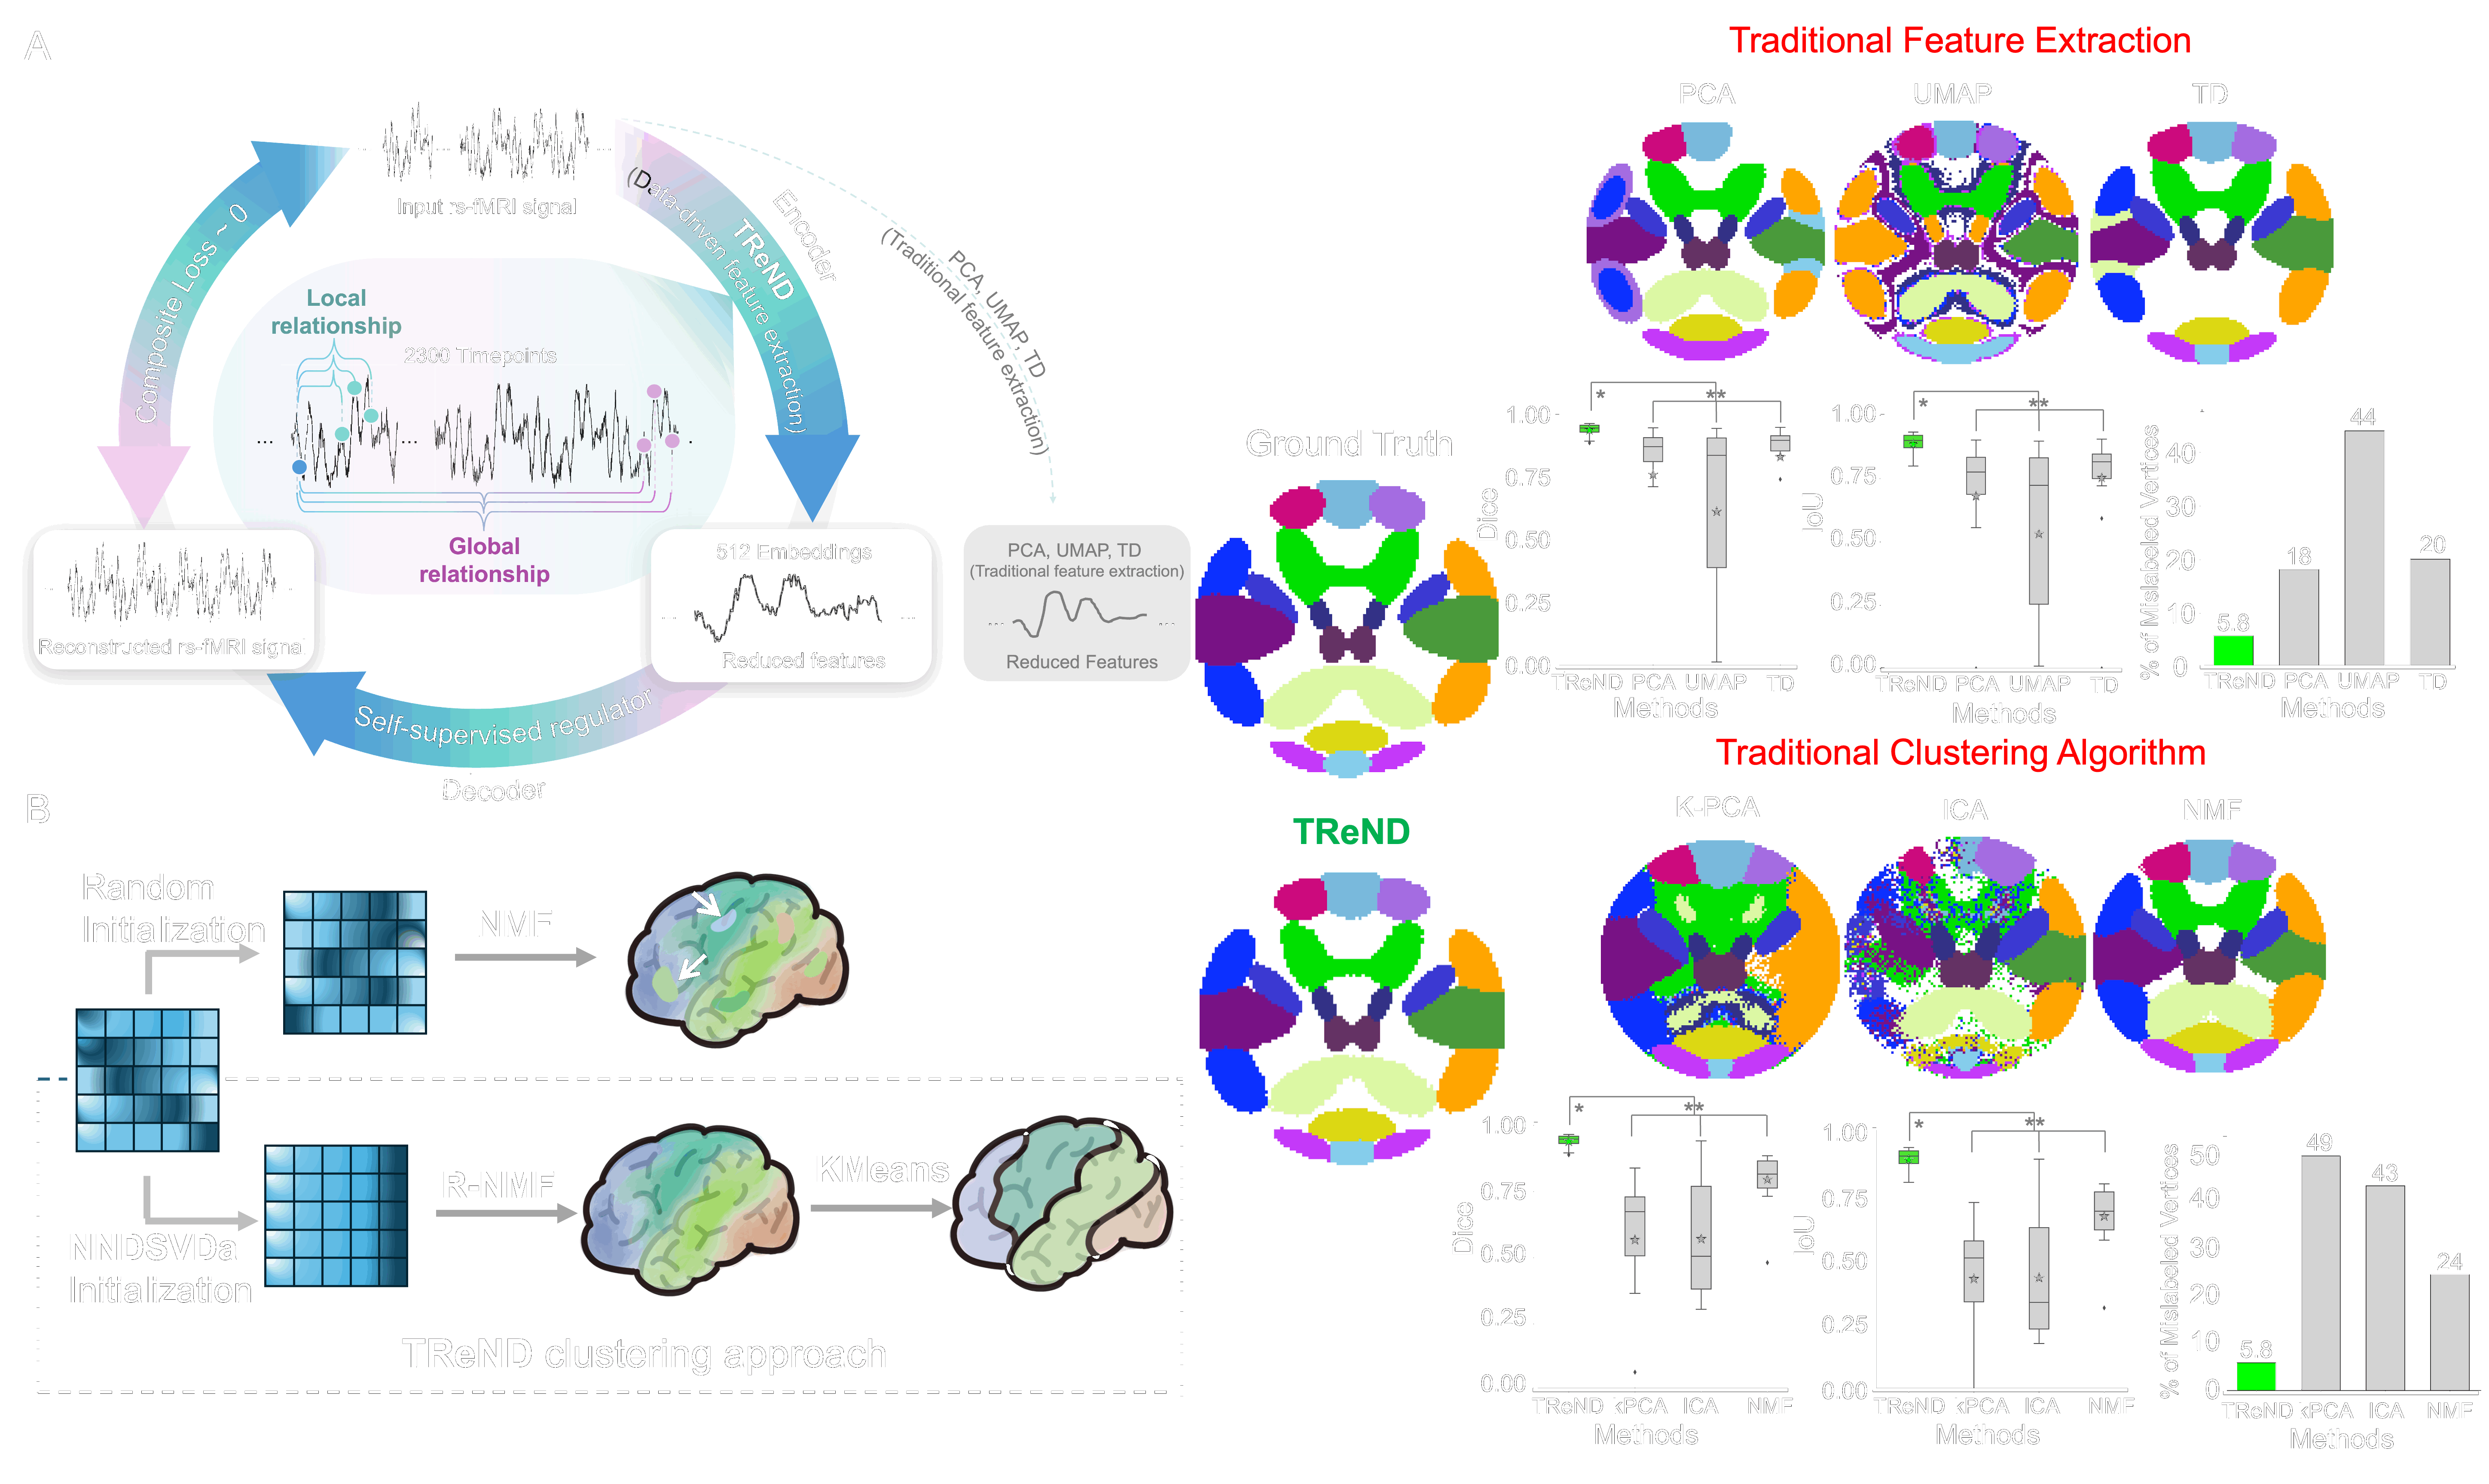 A
Input rs-fMRI signal
Composite Loss ~ 0
Encoder
TReND
(Data-driven feature extraction)
PCA, UMAP, TD
(Traditional feature extraction)
Local
relationship
2300 Timepoints
Global
relationship
Reconstructed rs-fMRI signal
512 Embeddings
Reduced features
PCA, UMAP, TD
(Traditional feature extraction)
Reduced Features
Self-supervised regulator
Decoder
B
Random
Initialization
NMF
NNDSVDa
Initialization
R-NMF
KMeans
TReND clustering approach
Ground Truth
TReND
Traditional Feature Extraction
PCA
UMAP
TD
Dice
1.00
0.75
0.50
0.25
0.00
* **
TReND PCA UMAP TD
Methods
IoU
1.00
0.75
0.50
0.25
0.00
* **
TReND PCA UMAP TD
Methods
% of Mislabeled Vertices
40
30
20
10
0
5.8
18
44
20
TReND PCA UMAP TD
Methods
Traditional Clustering Algorithm
K-PCA
ICA
NMF
Dice
1.00
0.75
0.50
0.25
0.00
* **
TReND kPCA ICA NMF
Methods
IoU
1.00
0.75
0.50
0.25
0.00
* **
TReND kPCA ICA NMF
Methods
% of Mislabeled Vertices
50
40
30
20
10
0
5.8
49
43
24
TReND kPCA ICA NMF
Methods